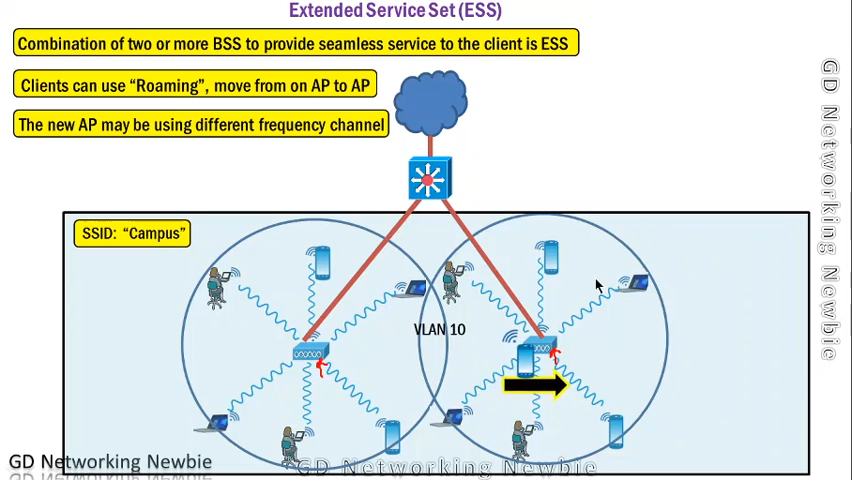 Extended Service Set (ESS)
Combination of two or more BSS to provide seamless service to the client is ESS
Clients can use “Roaming”, move from on AP to AP
The new AP may be using different frequency channel
SSID: “Campus”
VLAN 10
GD Networking Newbie
GD Networking Newbie
GD Networking Newbie